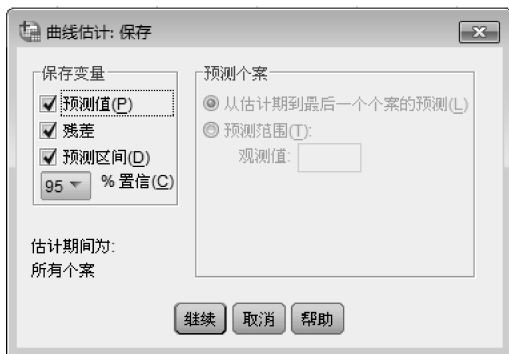 曲线估计: 保存
保存变量
预测值(P)
残差
预测区间(D)
95 % 置信(C)
估计期间为:
所有个案
预测个案
从估计期到最后一个个案的预测(L)
预测范围(T):
观测值:
继续 取消 帮助